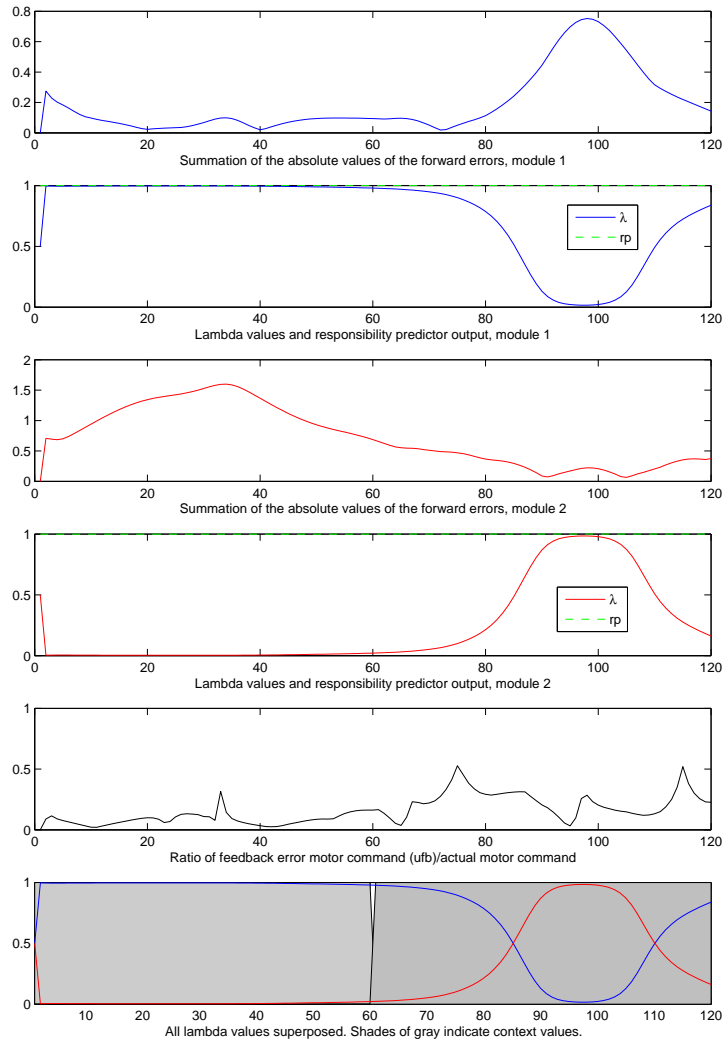 0.8
0.6
0.4
0.2
0
0 20 40 60 80 100 120
Summation of the absolute values of the forward errors, module 1
1
0.5
0
λ
rp
0 20 40 60 80 100 120
Lambda values and responsibility predictor output, module 1
2
1.5
1
0.5
0
0 20 40 60 80 100 120
Summation of the absolute values of the forward errors, module 2
1
0.5
0
λ
rp
0 20 40 60 80 100 120
Lambda values and responsibility predictor output, module 2
1
0.5
0
0 20 40 60 80 100 120
Ratio of feedback error motor command (ufb)/actual motor command
1
0.5
0
10 20 30 40 50 60 70 80 90 100 110 120
All lambda values superposed. Shades of gray indicate context values.